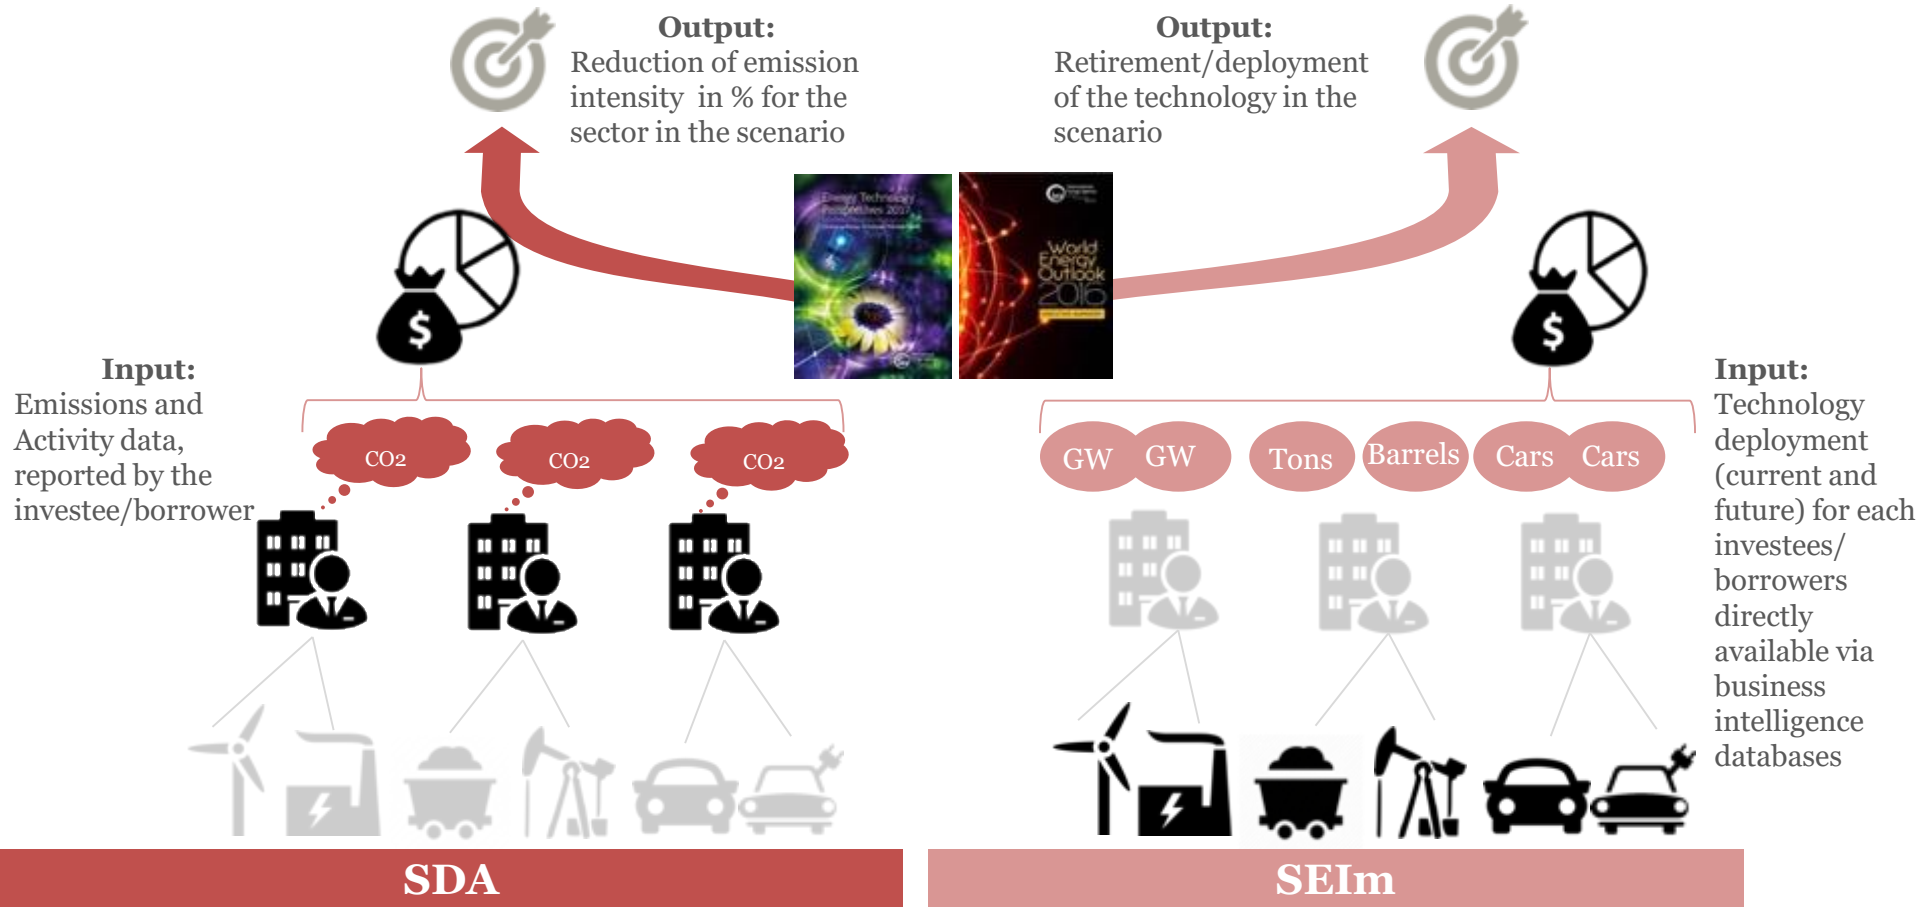 Output:
Reduction of emission
intensity in % for the
sector in the scenario
Output:
Retirement/deployment
of the technology in the
scenario
Energy Technology
Perspectives 2017
World
Energy
Outlook
2016
$
$
Input:
Emissions and
Activity data,
reported by the
investee/borrower
CO2
CO2
CO2
GW
GW
Tons
Barrels
Cars
Cars
Input:
Technology
deployment
(current and
future) for each
investees/
borrowers
directly
available via
business
intelligence
databases
SDA
SEIm